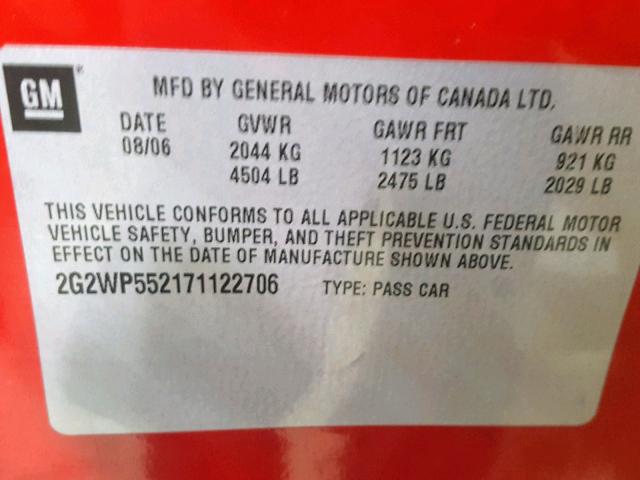 GM
MFD BY GENERAL MOTORS OF CANADA LTD.
DATE GVWR GAWR FRT GAWR RR
08/06 2044 KG 1123 KG 921 KG
4504 LB 2475 LB 2029 LB
THIS VEHICLE CONFORMS TO ALL APPLICABLE U.S. FEDERAL MOTOR
VEHICLE SAFETY, BUMPER, AND THEFT PREVENTION STANDARDS IN
EFFECT ON THE DATE OF MANUFACTURE SHOWN ABOVE.
2G2WP552171122706 TYPE: PASS CAR